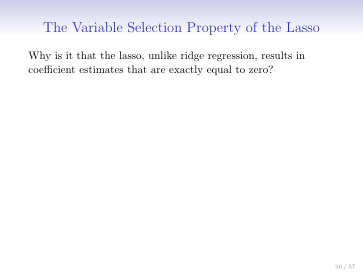 The Variable Selection Property of the Lasso
Why is it that the lasso, unlike ridge regression, results in
coefficient estimates that are exactly equal to zero?
36 / 57